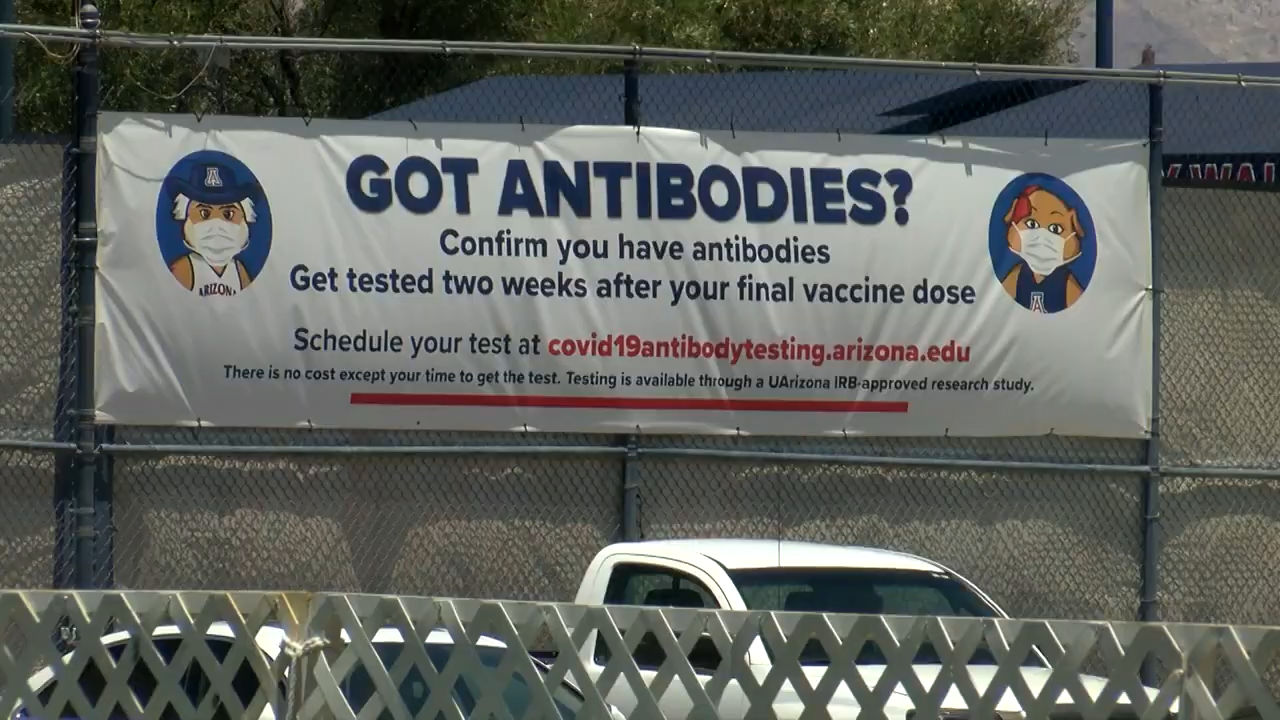 GOT ANTIBODIES?
Confirm you have antibodies
Get tested two weeks after your final vaccine dose
Schedule your test at covid19antibodytesting.arizona.edu
There is no cost except your time to get the test. Testing is available through a UArizona IRB-approved research study.
A
ARIZONA
A